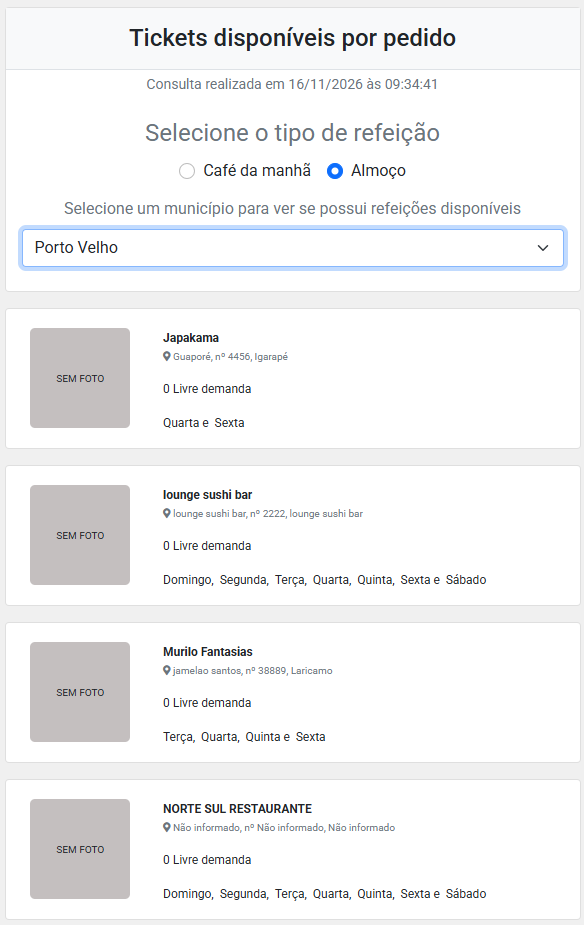 Tickets disponíveis por pedido
Consulta realizada em 16/11/2026 às 09:34:41
Selecione o tipo de refeição
Café da manhã Almoço
Selecione um município para ver se possui refeições disponíveis
Porto Velho
SEM FOTO
Japakama
Guaporé, nº 4456, Igarapé
0 Livre demanda
Quarta e Sexta
SEM FOTO
lounge sushi bar
lounge sushi bar, nº 2222, lounge sushi bar
0 Livre demanda
Domingo, Segunda, Terça, Quarta, Quinta, Sexta e Sábado
SEM FOTO
Murilo Fantasias
jamelao santos, nº 38889, Laricamo
0 Livre demanda
Terça, Quarta, Quinta e Sexta
SEM FOTO
NORTE SUL RESTAURANTE
Não informado, nº Não informado, Não informado
0 Livre demanda
Domingo, Segunda, Terça, Quarta, Quinta, Sexta e Sábado